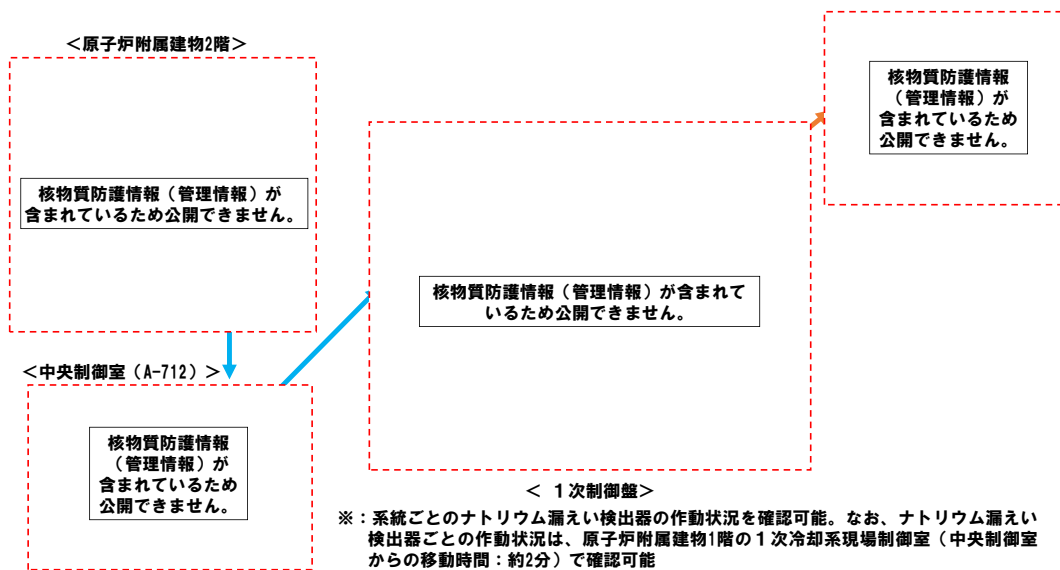 <原子炉附属建物2階>
核物質防護情報（管理情報）が
含まれているため公開できません。
<中央制御室（A-712）>
核物質防護情報
（管理情報）が
含まれているため
公開できません。
核物質防護情報（管理情報）が含まれて
いるため公開できません。
< １次制御盤>
核物質防護情報
（管理情報）が
含まれているため
公開できません。
※：系統ごとのナトリウム漏えい検出器の作動状況を確認可能。なお、ナトリウム漏えい
検出器ごとの作動状況は、原子炉附属建物1階の１次冷却系現場制御室（中央制御室
からの移動時間：約2分）で確認可能